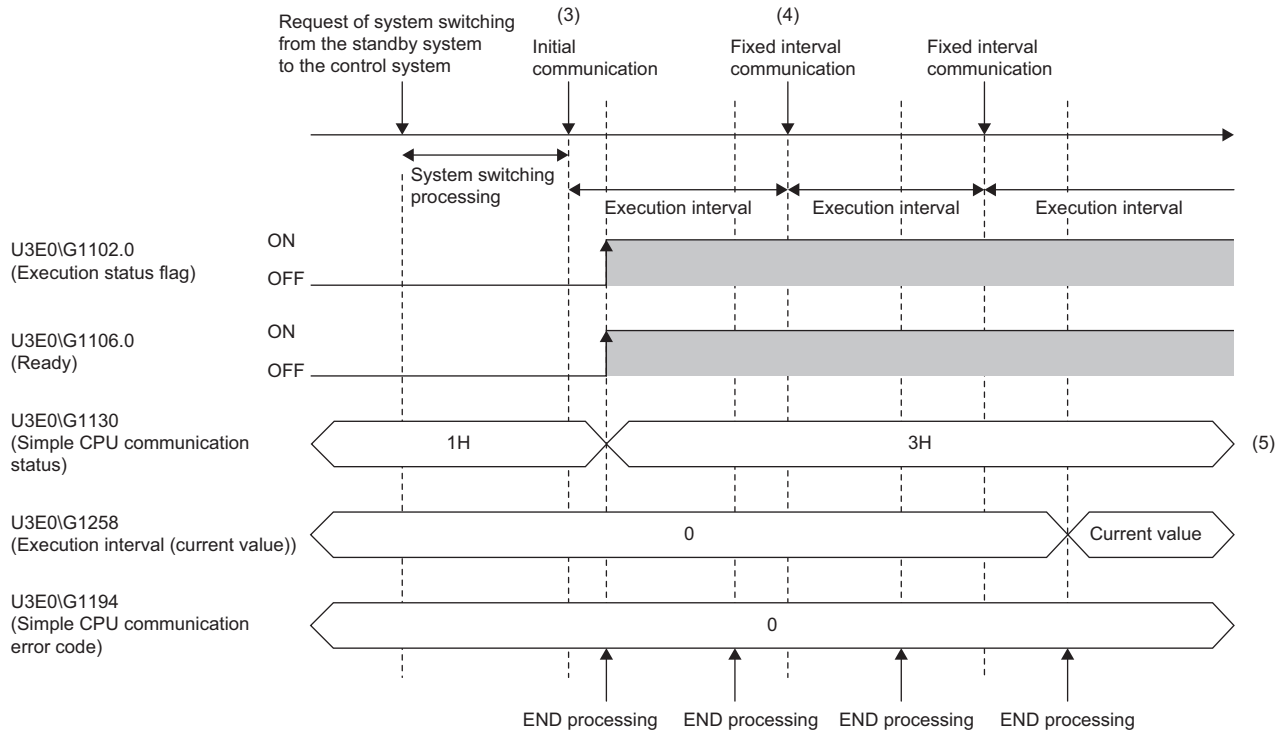 Request of system switching
from the standby system
to the control system
(3)
Initial
communication
(4)
Fixed interval
communication
Fixed interval
communication
System switching
processing
Execution interval
Execution interval
Execution interval
U3E0\G1102.0
(Execution status flag)
ON
OFF
U3E0\G1106.0
(Ready)
ON
OFF
U3E0\G1130
(Simple CPU communication
status)
1H
3H
(5)
U3E0\G1258
(Execution interval (current value))
0
Current value
U3E0\G1194
(Simple CPU communication
error code)
0
END processing
END processing
END processing
END processing